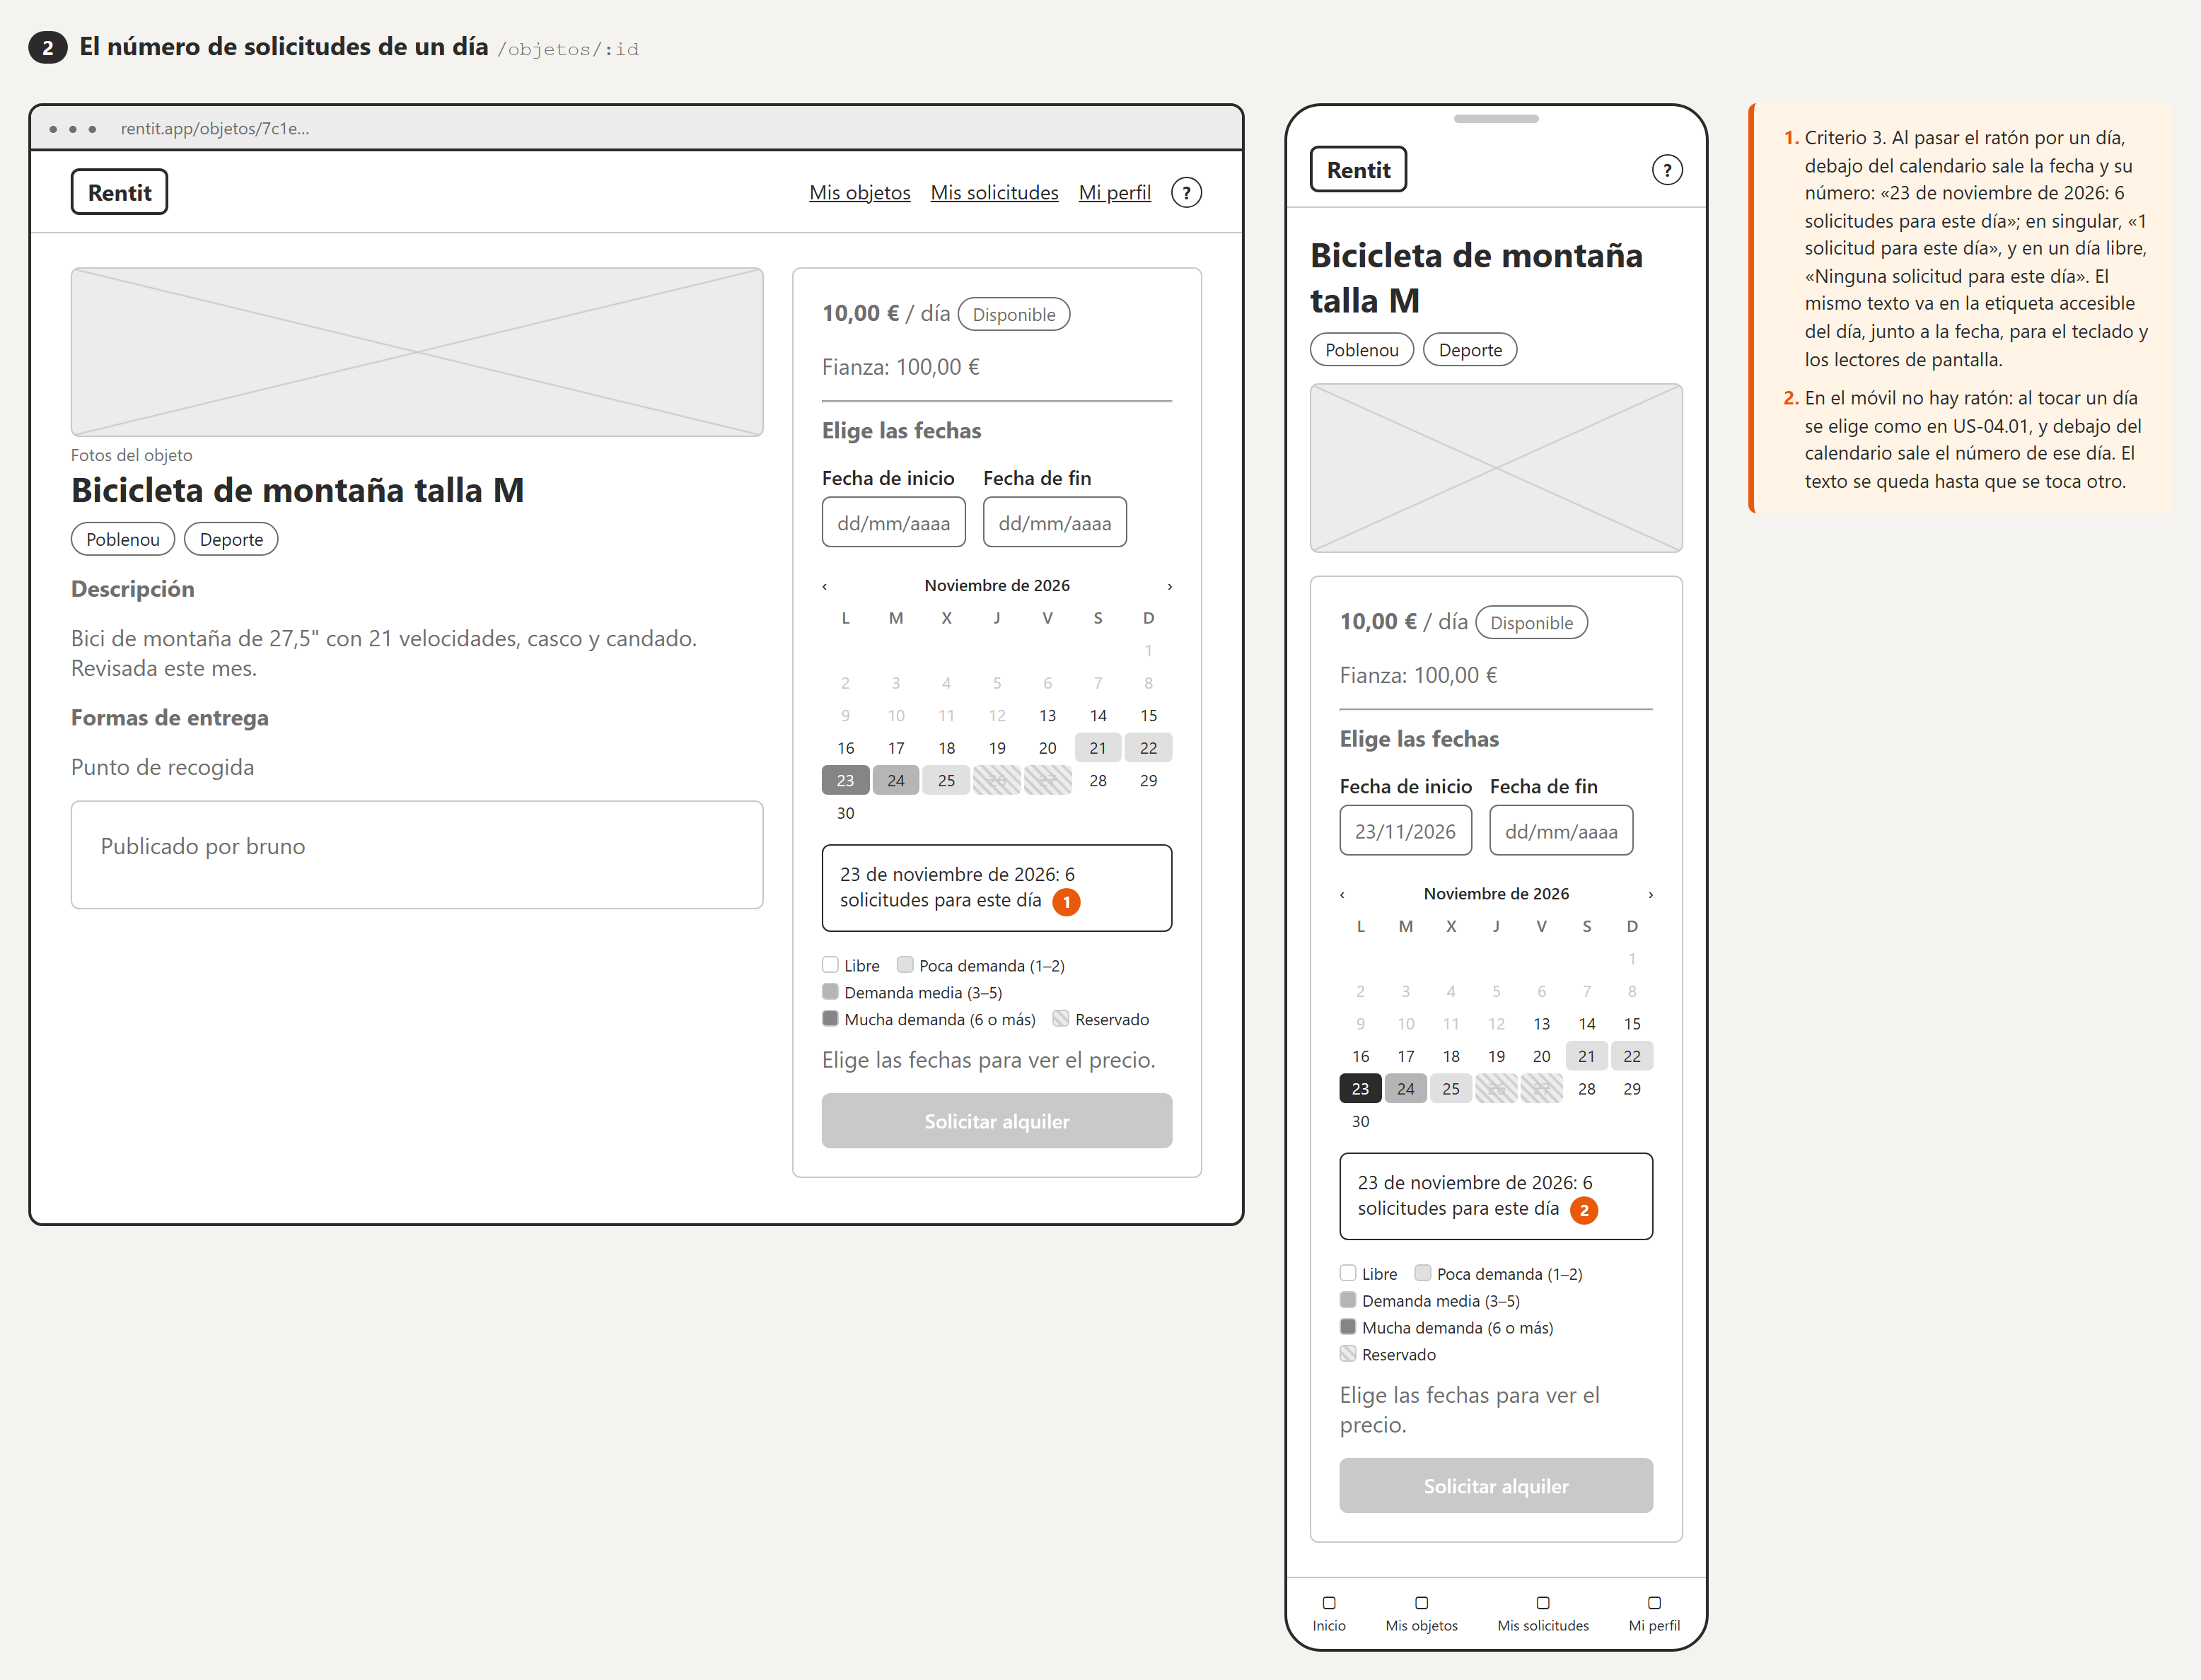 2 El número de solicitudes de un día /objetos/:id
rentit.app/objetos/7c1e...
Rentit
Mis objetos Mis solicitudes Mi perfil ?
Fotos del objeto
Bicicleta de montaña talla M
Poblenou Deporte
Descripción
Bici de montaña de 27,5" con 21 velocidades, casco y candado.
Revisada este mes.
Formas de entrega
Punto de recogida
Publicado por bruno
10,00 € / día Disponible
Fianza: 100,00 €
Elige las fechas
Fecha de inicio Fecha de fin
dd/mm/aaaa dd/mm/aaaa
‹ Noviembre de 2026 ›
L M X J V S D
1
2 3 4 5 6 7 8
9 10 11 12 13 14 15
16 17 18 19 20 21 22
23 24 25 26 27 28 29
30
23 de noviembre de 2026: 6
solicitudes para este día 1
Libre Poca demanda (1–2)
Demanda media (3–5)
Mucha demanda (6 o más) Reservado
Elige las fechas para ver el precio.
Solicitar alquiler
Rentit ?
Bicicleta de montaña
talla M
Poblenou Deporte
10,00 € / día Disponible
Fianza: 100,00 €
Elige las fechas
Fecha de inicio Fecha de fin
23/11/2026 dd/mm/aaaa
‹ Noviembre de 2026 ›
L M X J V S D
1
2 3 4 5 6 7 8
9 10 11 12 13 14 15
16 17 18 19 20 21 22
23 24 25 26 27 28 29
30
23 de noviembre de 2026: 6
solicitudes para este día 2
Libre Poca demanda (1–2)
Demanda media (3–5)
Mucha demanda (6 o más)
Reservado
Elige las fechas para ver el
precio.
Solicitar alquiler
Inicio Mis objetos Mis solicitudes Mi perfil
1. Criterio 3. Al pasar el ratón por un día,
debajo del calendario sale la fecha y su
número: «23 de noviembre de 2026: 6
solicitudes para este día»; en singular, «1
solicitud para este día», y en un día libre,
«Ninguna solicitud para este día». El
mismo texto va en la etiqueta accesible
del día, junto a la fecha, para el teclado y
los lectores de pantalla.
2. En el móvil no hay ratón: al tocar un día
se elige como en US-04.01, y debajo del
calendario sale el número de ese día. El
texto se queda hasta que se toca otro.